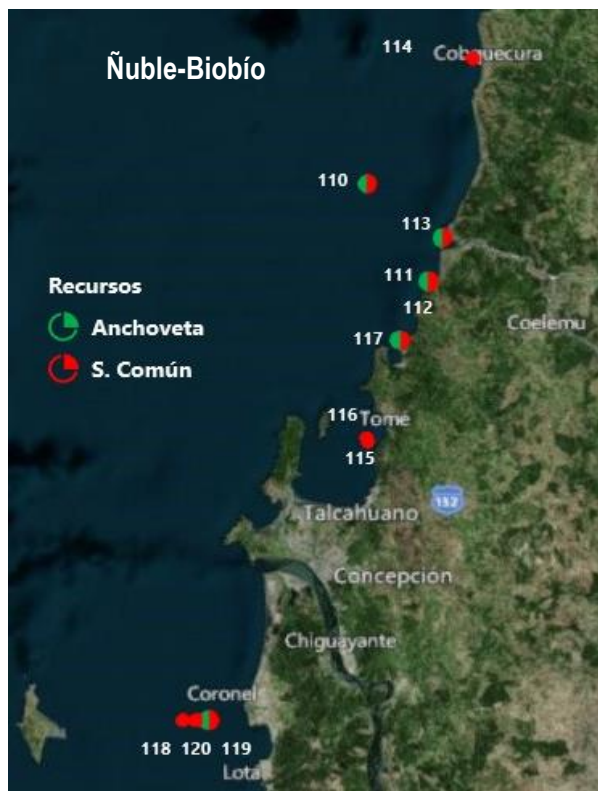 Ñuble-Biobío
114
Cobquecura
110
113
111
112
Recursos
Anchoveta
S. Común
Coelemu
117
116
Tomé
115
152
Talcahuano
Concepción
Chiguayante
Coronel
118 120 119
Lota